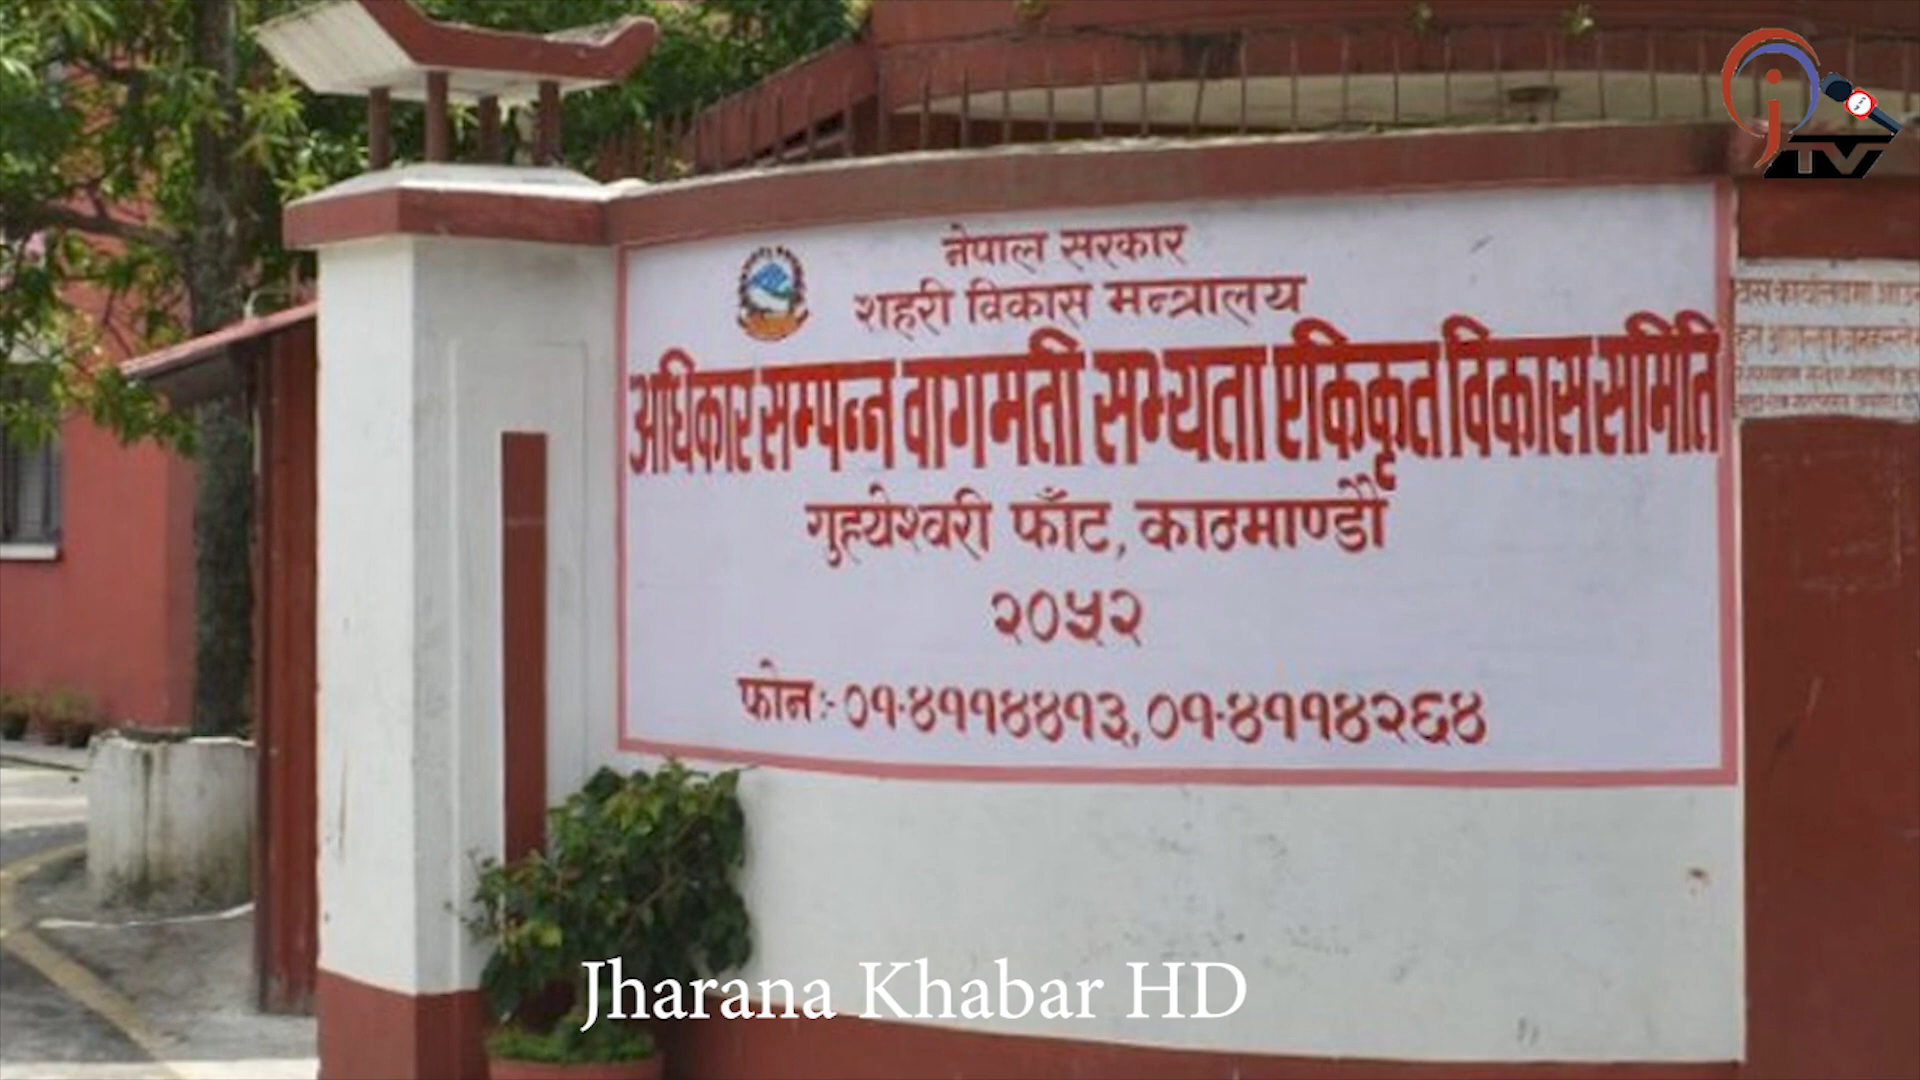 नेपाल सरकार
शहरी विकास मन्त्रालय
अधिकार सम्पन्न वागमती सभ्यता एकिकृत विकास समिति
गुह्येश्वरी फाँट, काठमाण्डौ
२०५२
फोनः- ०१-४११४४१३, ०१-४११४२६४
j TV
Jharana Khabar HD